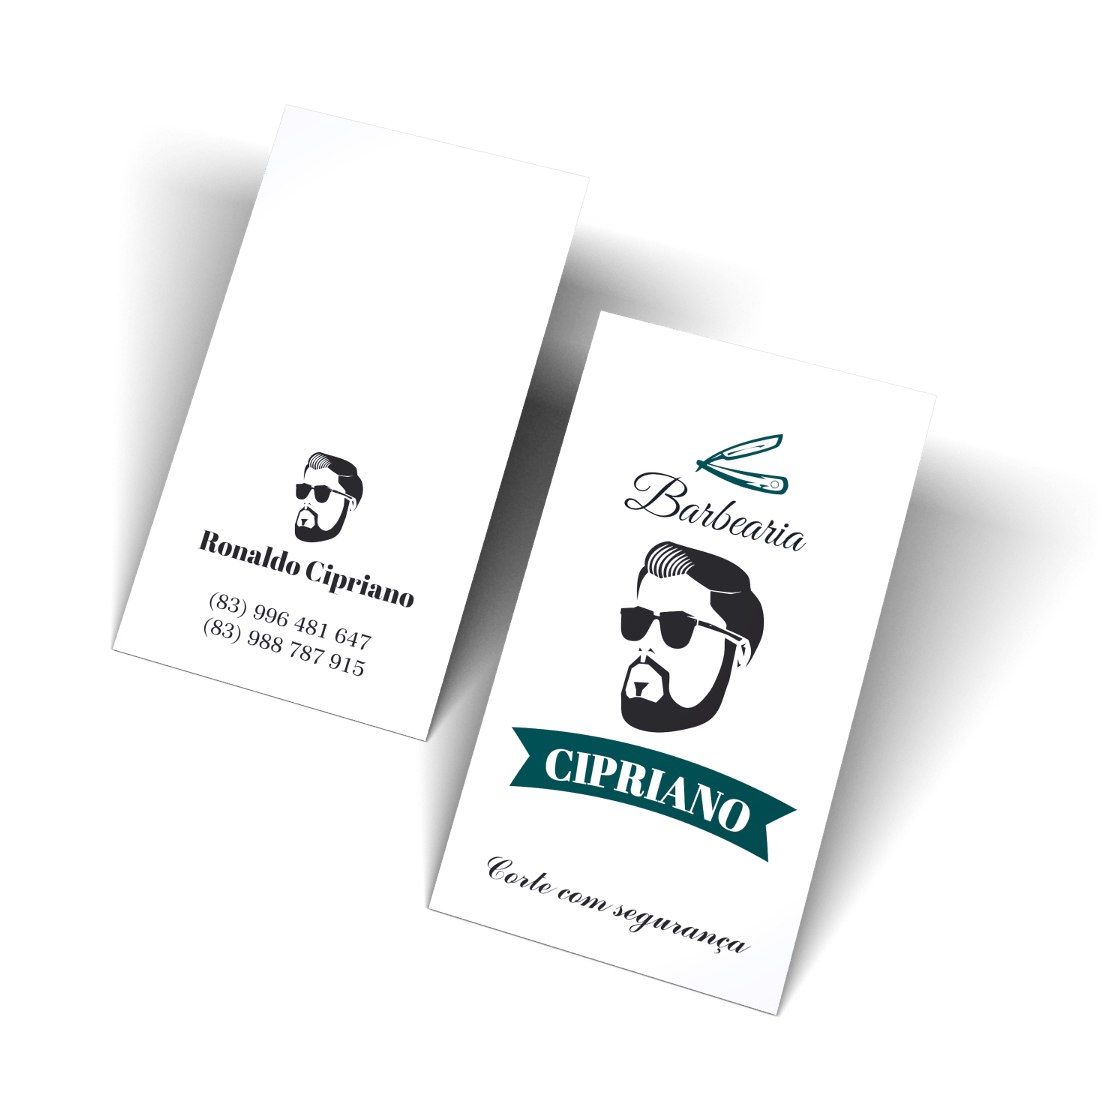 Ronaldo Cipriano
(83) 996 481 647
(83) 988 787 915
Barbearia
CIPRIANO
Corte com segurança